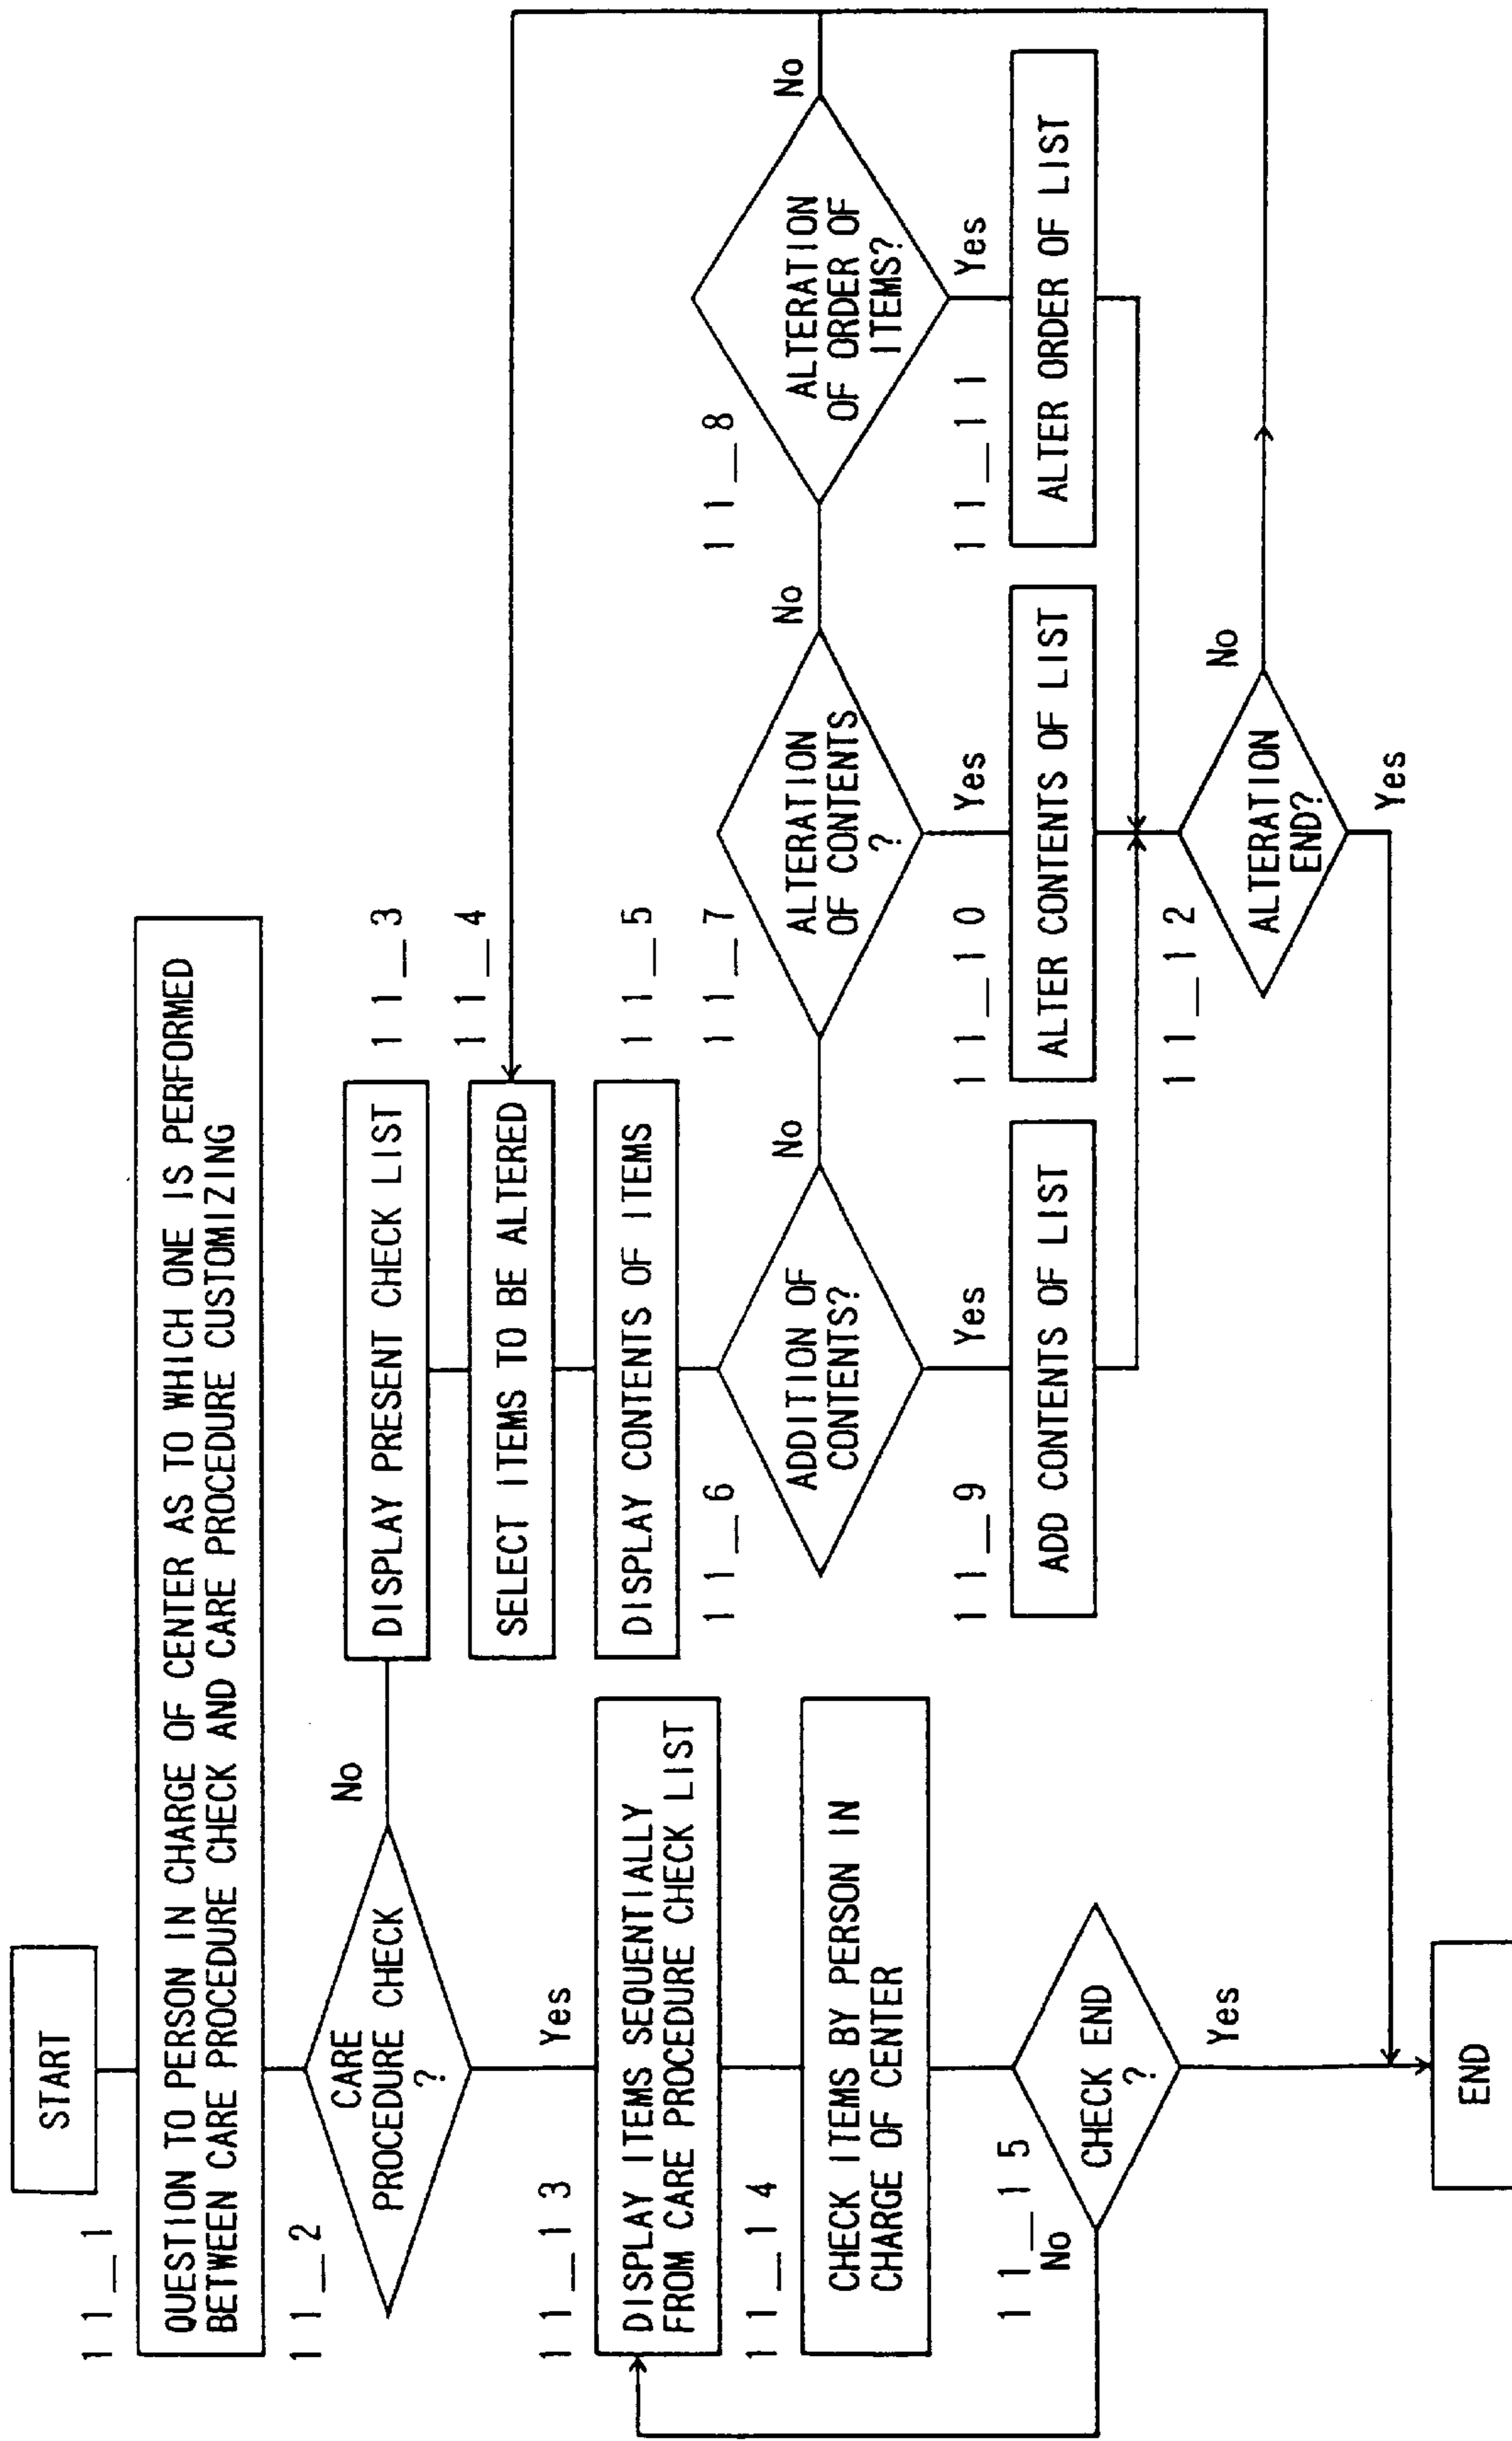 START
11_1
QUESTION TO PERSON IN CHARGE OF CENTER AS TO WHICH ONE IS PERFORMED
BETWEEN CARE PROCEDURE CHECK AND CARE PROCEDURE CUSTOMIZING
11_2
CARE
PROCEDURE CHECK
?
No
Yes
11_3
DISPLAY PRESENT CHECK LIST
11_4
SELECT ITEMS TO BE ALTERED
11_5
DISPLAY CONTENTS OF ITEMS
11_6
ADDITION OF
CONTENTS?
No
Yes
11_7
ALTERATION
OF CONTENTS
?
No
Yes
11_8
ALTERATION
OF ORDER OF
ITEMS?
No
Yes
11_9
ADD CONTENTS OF LIST
11_10
ALTER CONTENTS OF LIST
11_11
ALTER ORDER OF LIST
11_12
ALTERATION
END?
No
Yes
11_13
DISPLAY ITEMS SEQUENTIALLY
FROM CARE PROCEDURE CHECK LIST
11_14
CHECK ITEMS BY PERSON IN
CHARGE OF CENTER
11_15
No
CHECK END
?
Yes
END